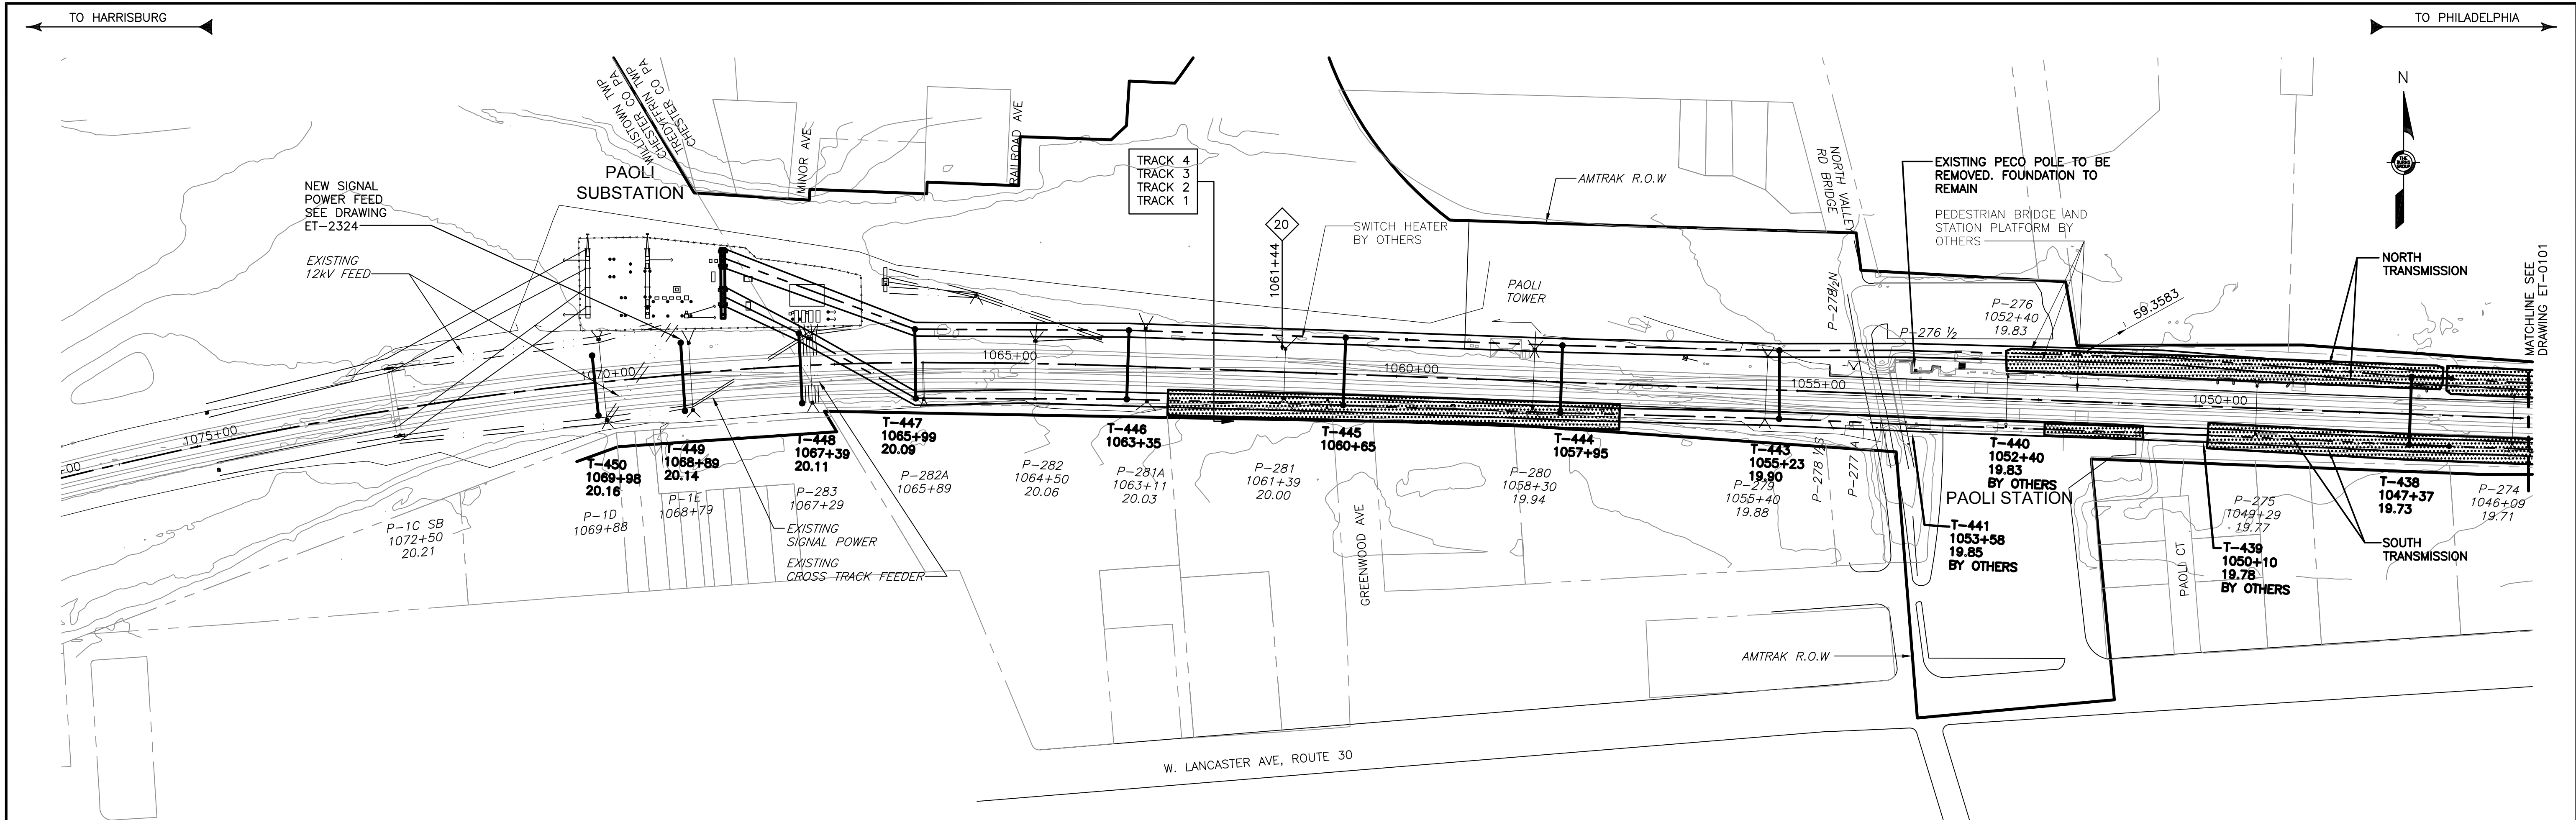 TO HARRISBURG
TO PHILADELPHIA
WILLISTOWN TWP
CHESTER CO PA
TREDYFFRIN TWP
CHESTER CO PA
PAOLI
SUBSTATION
MINOR AVE
RAILROAD AVE
NEW SIGNAL
POWER FEED
SEE DRAWING
ET-2324
EXISTING
12kV FEED
TRACK 4
TRACK 3
TRACK 2
TRACK 1
20
1061+44
SWITCH HEATER
BY OTHERS
AMTRAK R.O.W
PAOLI
TOWER
NORTH VALLEY
RD BRIDGE
P-278½N
EXISTING PECO POLE TO BE
REMOVED. FOUNDATION TO
REMAIN
PEDESTRIAN BRIDGE AND
STATION PLATFORM BY
OTHERS
P-276
1052+40
19.83
P-276 ½
59.3583
NORTH
TRANSMISSION
N
MATCHLINE SEE
DRAWING ET-0101
1075+00
1070+00
1065+00
1060+00
1055+00
1050+00
T-450
1069+98
20.16
T-449
1068+89
20.14
T-448
1067+39
20.11
T-447
1065+99
20.09
T-446
1063+35
T-445
1060+65
T-444
1057+95
T-443
1055+23
19.90
T-440
1052+40
19.83
BY OTHERS
T-438
1047+37
19.73
P-1C SB
1072+50
20.21
P-1D
1069+88
P-1E
1068+79
P-283
1067+29
P-282A
1065+89
P-282
1064+50
20.06
P-281A
1063+11
20.03
P-281
1061+39
20.00
P-280
1058+30
19.94
P-279
1055+40
19.88
P-278 ½S
P-277 A
PAOLI STATION
T-441
1053+58
19.85
BY OTHERS
P-275
1049+29
19.77
T-439
1050+10
19.78
BY OTHERS
P-274
1046+09
19.71
SOUTH
TRANSMISSION
EXISTING
SIGNAL POWER
EXISTING
CROSS TRACK FEEDER
GREENWOOD AVE
PAOLI CT
AMTRAK R.O.W
W. LANCASTER AVE, ROUTE 30